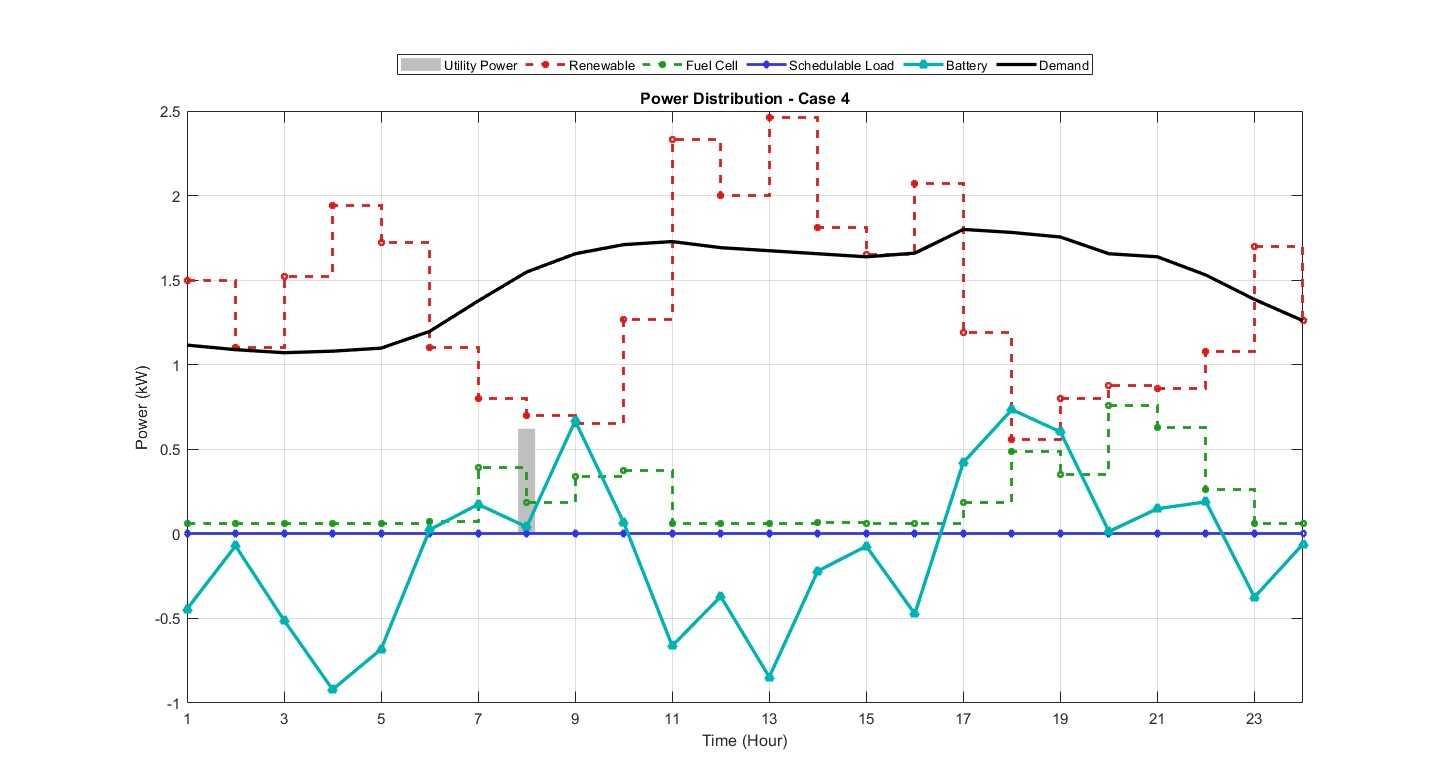 Utility Power Renewable Fuel Cell Schedulable Load Battery Demand
Power Distribution - Case 4
2.5
2
1.5
1
0.5
0
-0.5
-1
Power (kW)
1 3 5 7 9 11 13 15 17 19 21 23
Time (Hour)